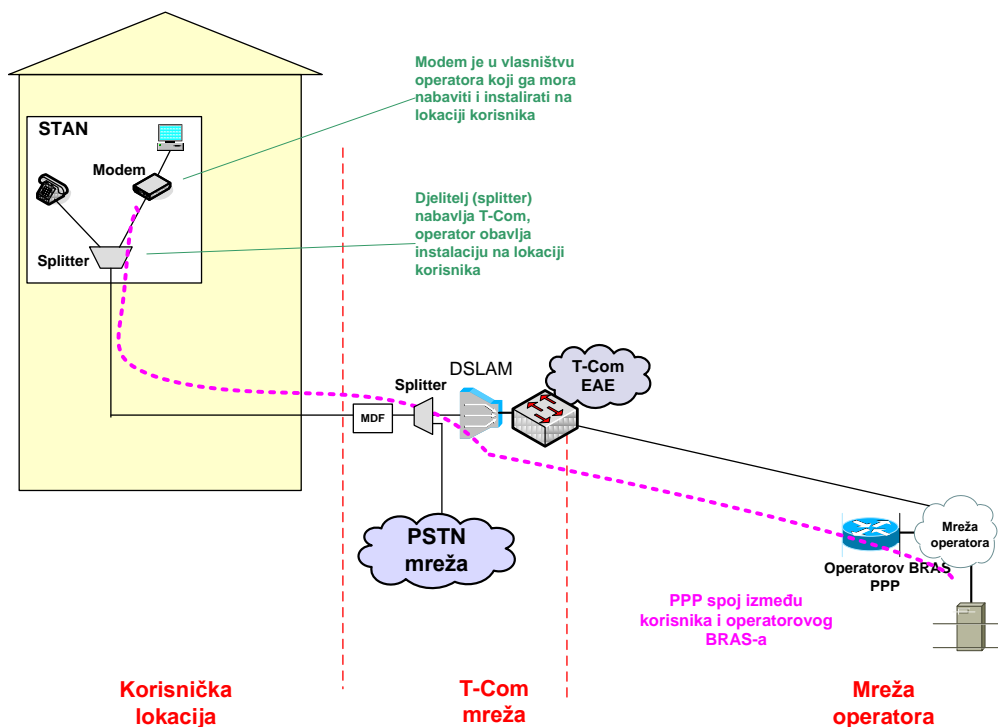 Modem je u vlasništvu
operatora koji ga mora
nabaviti i instalirati na
lokaciji korisnika
STAN
Modem
Djelitelj (splitter)
nabavlja T-Com,
operator obavlja
instalaciju na lokaciji
korisnika
Splitter
T-Com
EAE
DSLAM
Splitter
MDF
PSTN
mreža
Mreža
operatora
Operatorov BRAS
PPP
PPP spoj između
korisnika i operatorovog
BRAS-a
Korisnička
lokacija
T-Com
mreža
Mreža
operatora